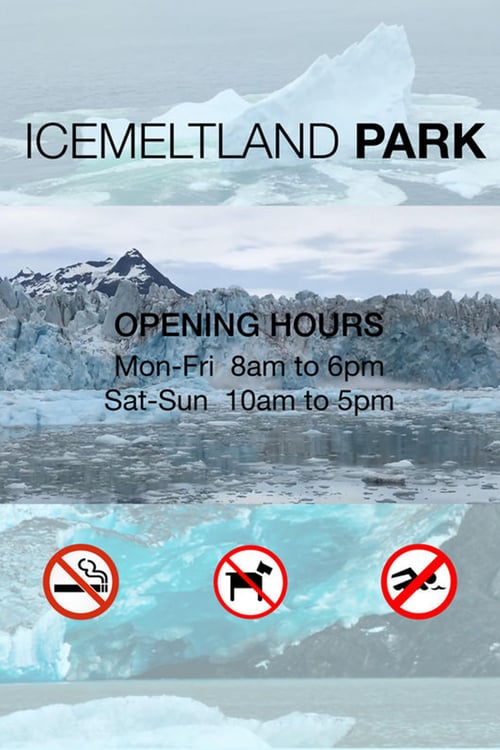 ICEMELTLAND PARK
OPENING HOURS
Mon-Fri 8am to 6pm
Sat-Sun 10am to 5pm